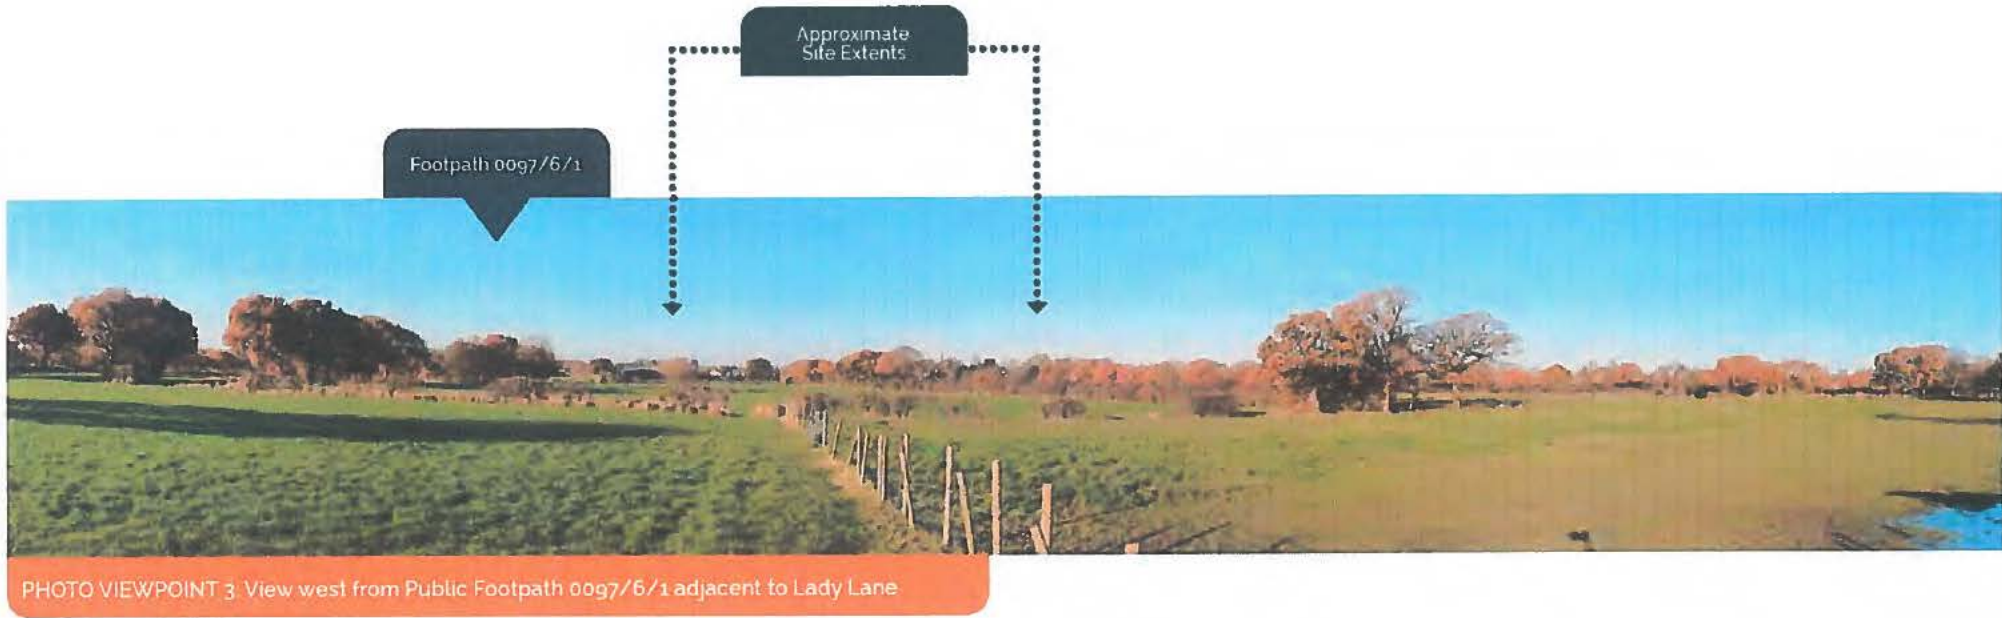 Approximate
Site Extents
Footpath 0097/6/1
PHOTO VIEWPOINT 3: View west from Public Footpath 0097/6/1 adjacent to Lady Lane